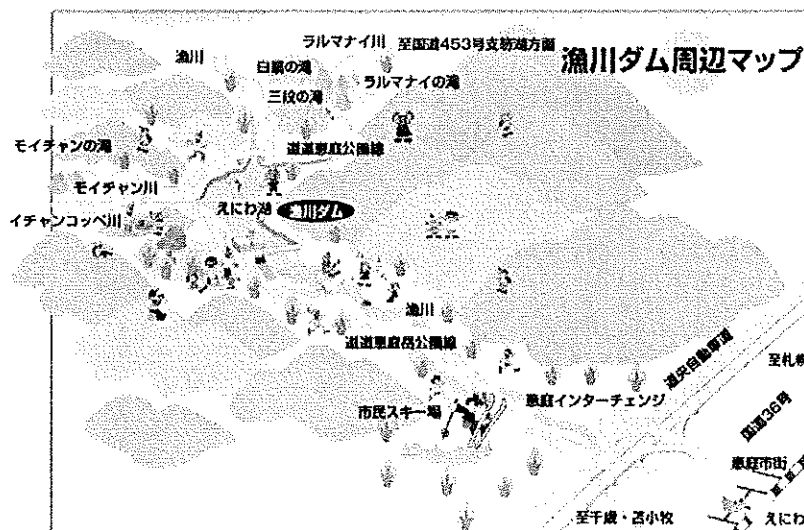 漁川ダム周辺マップ
ラルマナイ川
至国道453号支笏湖方面
漁川
白扇の滝
ラルマナイの滝
三段の滝
モイチャンの滝
道道恵庭公園線
モイチャン川
えにわ湖
漁川ダム
イチャンコッペ川
漁川
道道恵庭岳公園線
道央自動車道
至札幌
市民スキー場
恵庭インターチェンジ
国道36号
恵庭市街
至千歳・苫小牧
えにわ